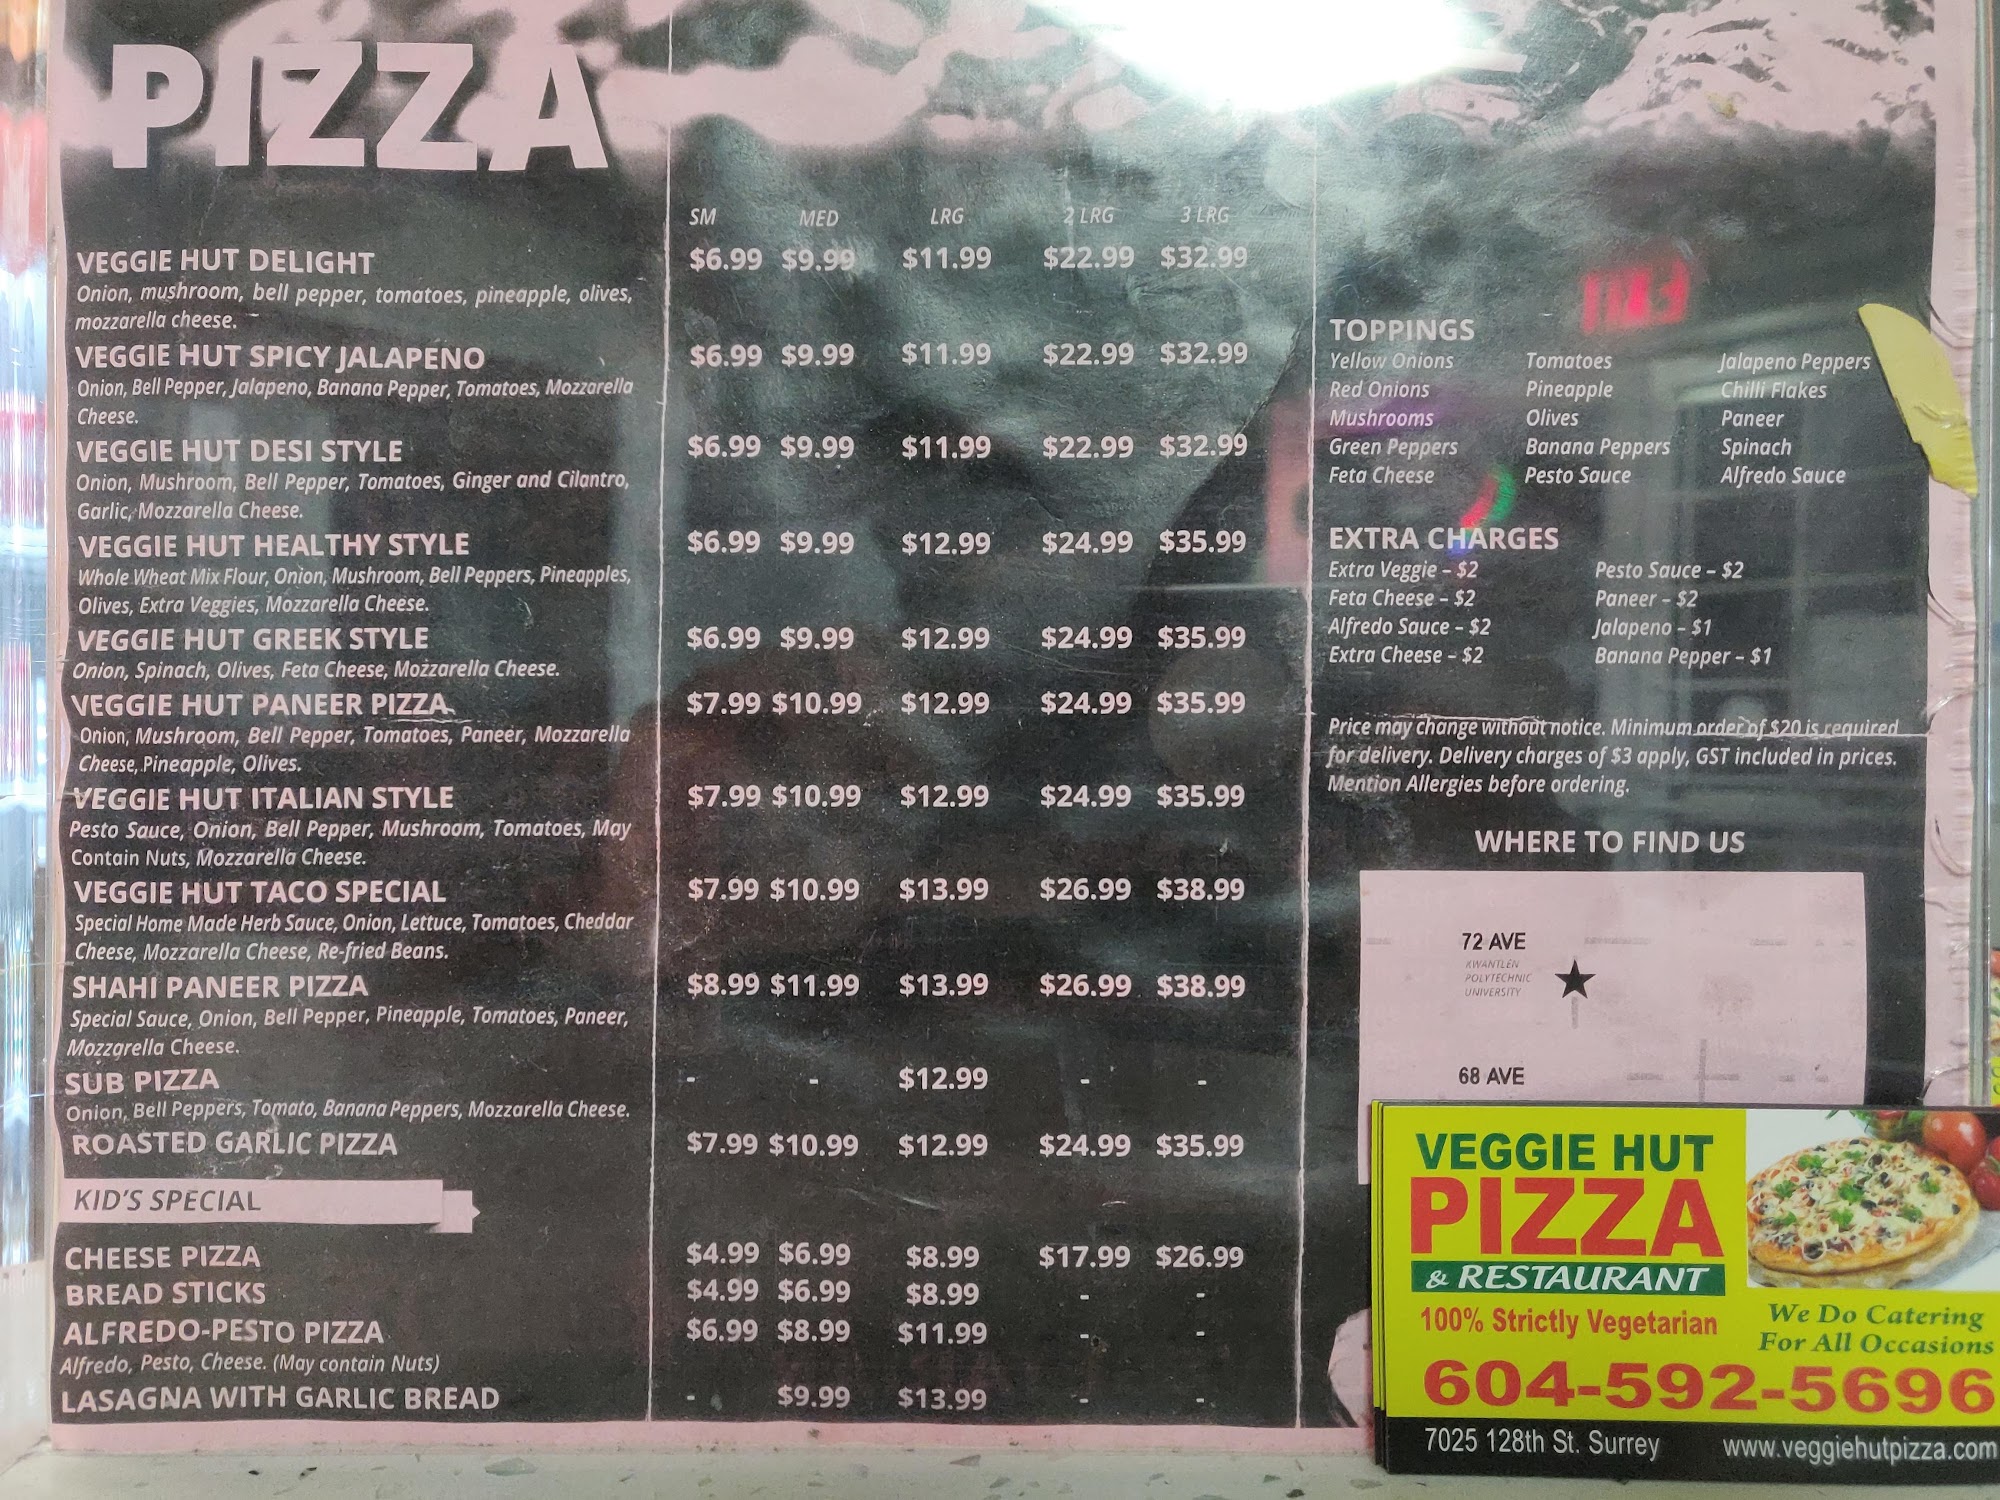 PIZZA
SM MED LRG 2 LRG 3 LRG
VEGGIE HUT DELIGHT $6.99 $9.99 $11.99 $22.99 $32.99
Onion, mushroom, bell pepper, tomatoes, pineapple, olives,
mozzarella cheese.
VEGGIE HUT SPICY JALAPENO $6.99 $9.99 $11.99 $22.99 $32.99
Onion, Bell Pepper, Jalapeno, Banana Pepper, Tomatoes, Mozzarella
Cheese.
VEGGIE HUT DESI STYLE $6.99 $9.99 $11.99 $22.99 $32.99
Onion, Mushroom, Bell Pepper, Tomatoes, Ginger and Cilantro,
Garlic, Mozzarella Cheese.
VEGGIE HUT HEALTHY STYLE $6.99 $9.99 $12.99 $24.99 $35.99
Whole Wheat Mix Flour, Onion, Mushroom, Bell Peppers, Pineapples,
Olives, Extra Veggies, Mozzarella Cheese.
VEGGIE HUT GREEK STYLE $6.99 $9.99 $12.99 $24.99 $35.99
Onion, Spinach, Olives, Feta Cheese, Mozzarella Cheese.
VEGGIE HUT PANEER PIZZA $7.99 $10.99 $12.99 $24.99 $35.99
Onion, Mushroom, Bell Pepper, Tomatoes, Paneer, Mozzarella
Cheese, Pineapple, Olives.
VEGGIE HUT ITALIAN STYLE $7.99 $10.99 $12.99 $24.99 $35.99
Pesto Sauce, Onion, Bell Pepper, Mushroom, Tomatoes, May
Contain Nuts, Mozzarella Cheese.
VEGGIE HUT TACO SPECIAL $7.99 $10.99 $13.99 $26.99 $38.99
Special Home Made Herb Sauce, Onion, Lettuce, Tomatoes, Cheddar
Cheese, Mozzarella Cheese, Re-fried Beans.
SHAHI PANEER PIZZA $8.99 $11.99 $13.99 $26.99 $38.99
Special Sauce, Onion, Bell Pepper, Pineapple, Tomatoes, Paneer,
Mozzarella Cheese.
SUB PIZZA - - $12.99 - -
Onion, Bell Peppers, Tomato, Banana Peppers, Mozzarella Cheese.
ROASTED GARLIC PIZZA $7.99 $10.99 $12.99 $24.99 $35.99
KID'S SPECIAL
CHEESE PIZZA $4.99 $6.99 $8.99 $17.99 $26.99
BREAD STICKS $4.99 $6.99 $8.99 - -
ALFREDO-PESTO PIZZA $6.99 $8.99 $11.99 - -
Alfredo, Pesto, Cheese. (May contain Nuts)
LASAGNA WITH GARLIC BREAD - $9.99 $13.99 - -
EXIT
TOPPINGS
Yellow Onions Tomatoes Jalapeno Peppers
Red Onions Pineapple Chilli Flakes
Mushrooms Olives Paneer
Green Peppers Banana Peppers Spinach
Feta Cheese Pesto Sauce Alfredo Sauce
EXTRA CHARGES
Extra Veggie – $2 Pesto Sauce – $2
Feta Cheese – $2 Paneer – $2
Alfredo Sauce – $2 Jalapeno – $1
Extra Cheese – $2 Banana Pepper – $1
Price may change without notice. Minimum order of $20 is required
for delivery. Delivery charges of $3 apply, GST included in prices.
Mention Allergies before ordering.
WHERE TO FIND US
72 AVE
KWANTLEN
POLYTECHNIC
UNIVERSITY
68 AVE
VEGGIE HUT
PIZZA
& RESTAURANT
100% Strictly Vegetarian
We Do Catering
For All Occasions
604-592-5696
7025 128th St. Surrey www.veggiehutpizza.com